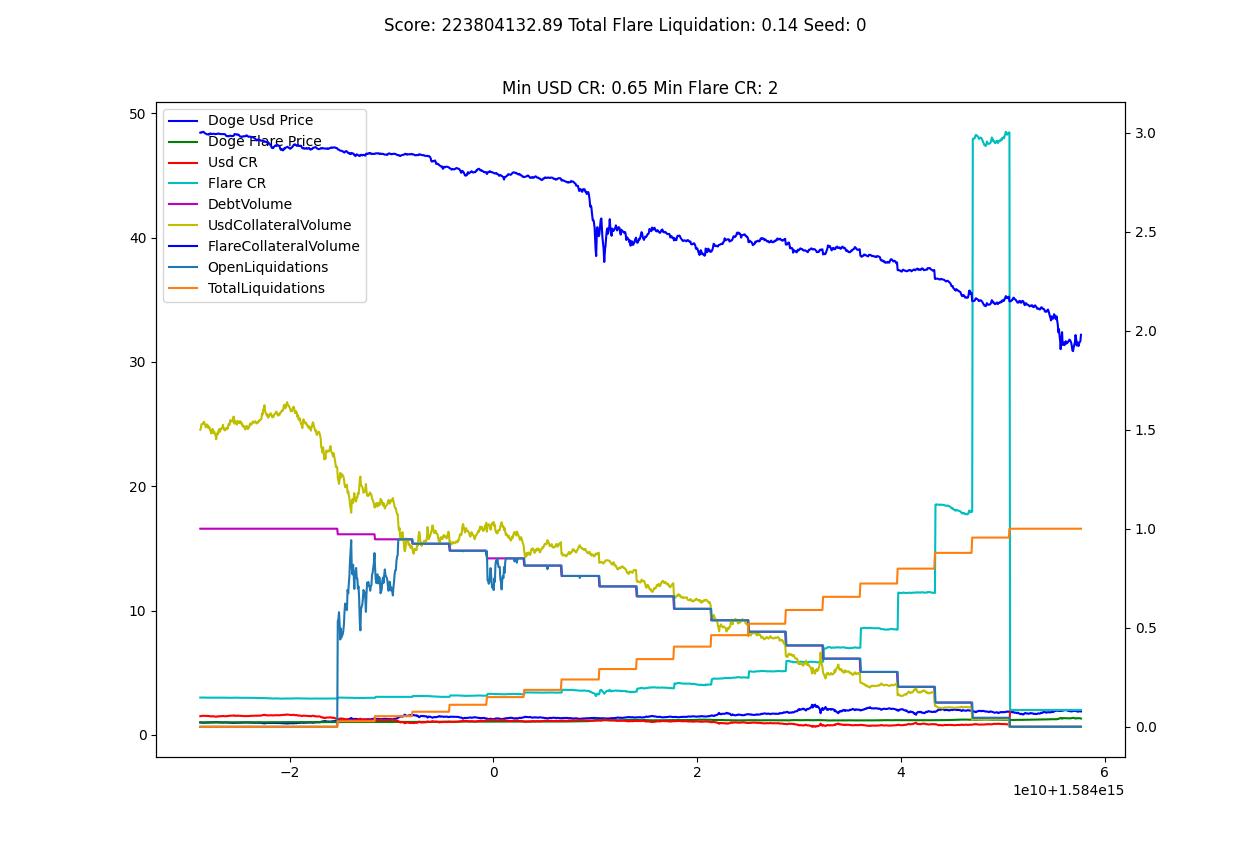 Score: 223804132.89 Total Flare Liquidation: 0.14 Seed: 0
Min USD CR: 0.65 Min Flare CR: 2
Doge Usd Price
Doge Flare Price
Usd CR
Flare CR
DebtVolume
UsdCollateralVolume
FlareCollateralVolume
OpenLiquidations
TotalLiquidations
50
40
30
20
10
0
3.0
2.5
2.0
1.5
1.0
0.5
0.0
−2
0
2
4
6
1e10+1.584e15